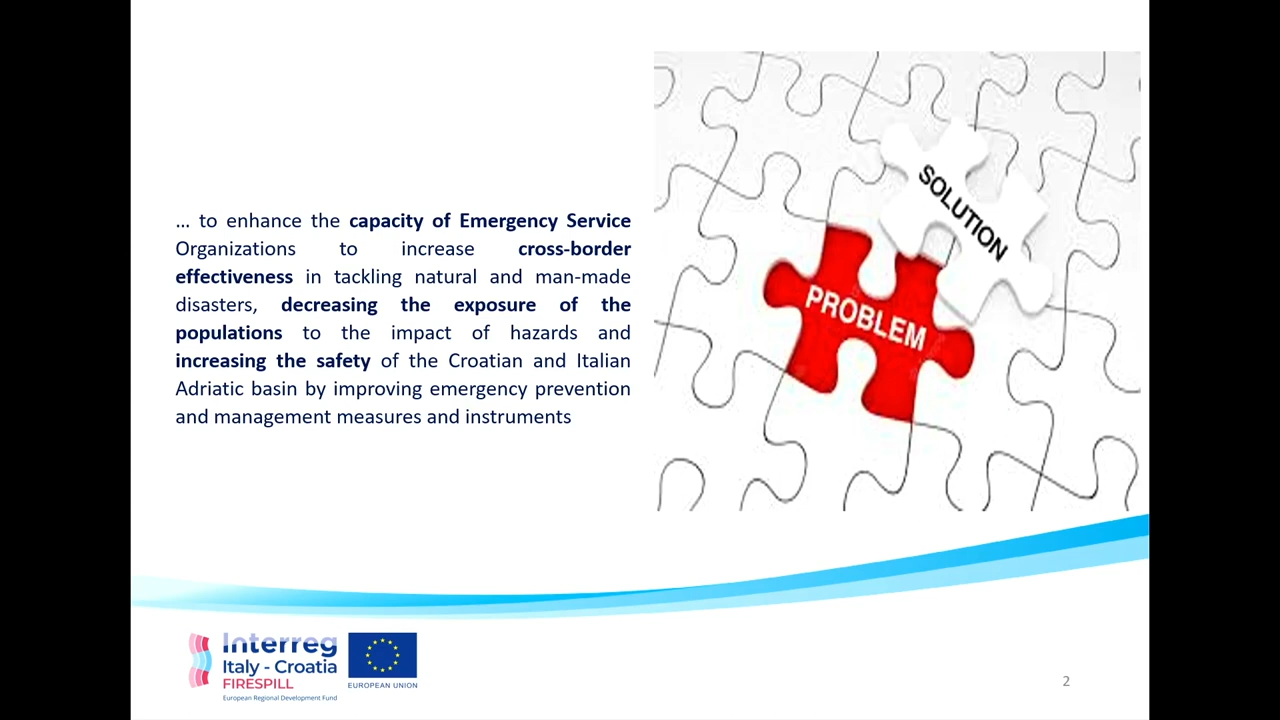 ... to enhance the capacity of Emergency Service
Organizations to increase cross-border
effectiveness in tackling natural and man-made
disasters, decreasing the exposure of the
populations to the impact of hazards and
increasing the safety of the Croatian and Italian
Adriatic basin by improving emergency prevention
and management measures and instruments
SOLUTION
PROBLEM
Interreg
Italy - Croatia
FIRESPILL
European Regional Development Fund
EUROPEAN UNION
2